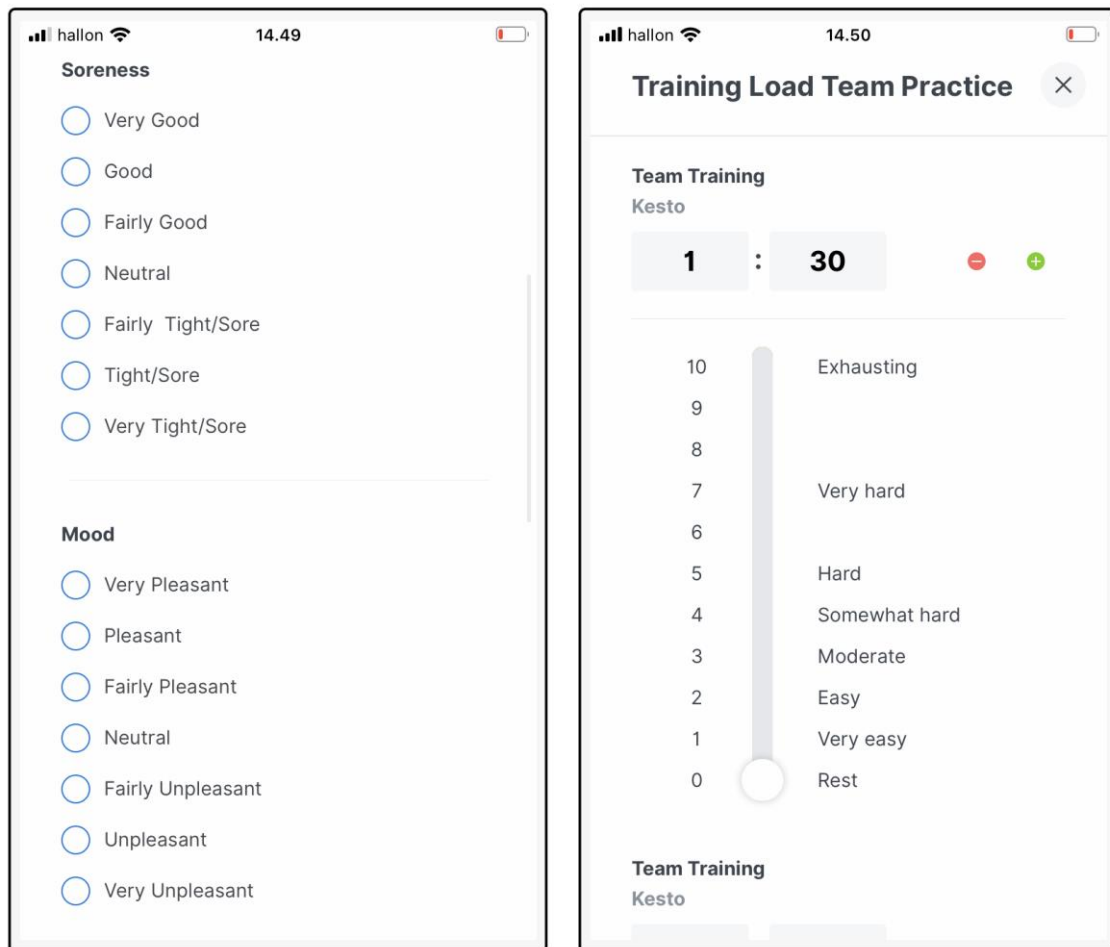 hallon
14.49
Soreness
Very Good
Good
Fairly Good
Neutral
Fairly Tight/Sore
Tight/Sore
Very Tight/Sore
Mood
Very Pleasant
Pleasant
Fairly Pleasant
Neutral
Fairly Unpleasant
Unpleasant
Very Unpleasant
hallon
14.50
Training Load Team Practice
Team Training
Kesto
1 : 30
10 Exhausting
9
8
7 Very hard
6
5 Hard
4 Somewhat hard
3 Moderate
2 Easy
1 Very easy
0 Rest
Team Training
Kesto